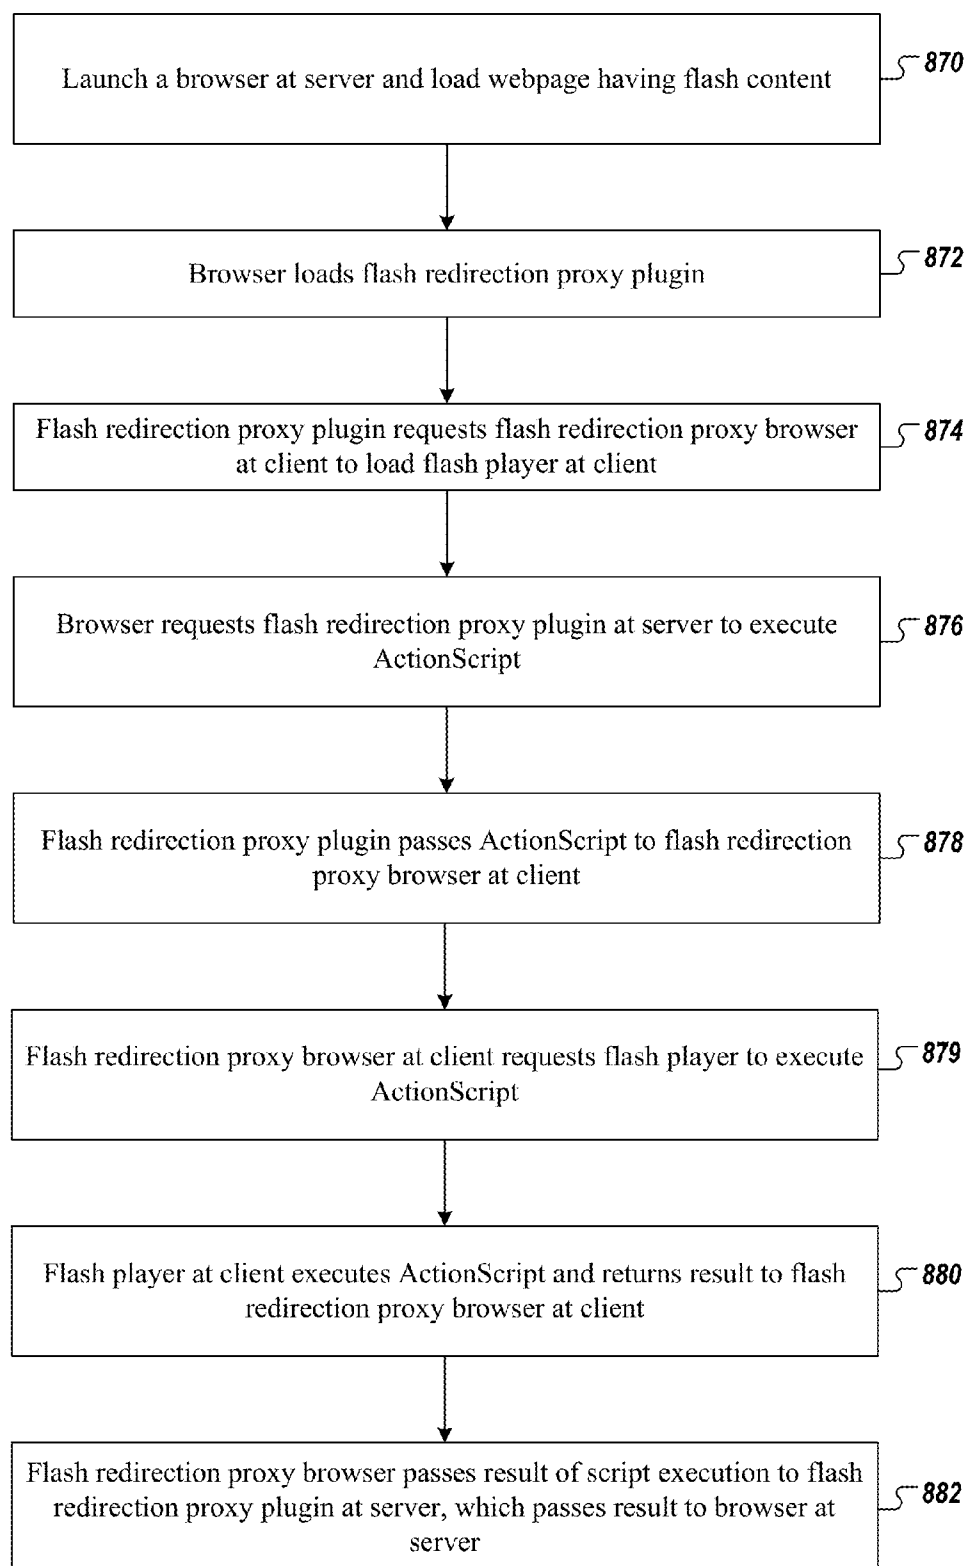 Launch a browser at server and load webpage having flash content
870
Browser loads flash redirection proxy plugin
872
Flash redirection proxy plugin requests flash redirection proxy browser
at client to load flash player at client
874
Browser requests flash redirection proxy plugin at server to execute
ActionScript
876
Flash redirection proxy plugin passes ActionScript to flash redirection
proxy browser at client
878
Flash redirection proxy browser at client requests flash player to execute
ActionScript
879
Flash player at client executes ActionScript and returns result to flash
redirection proxy browser at client
880
Flash redirection proxy browser passes result of script execution to flash
redirection proxy plugin at server, which passes result to browser at
server
882